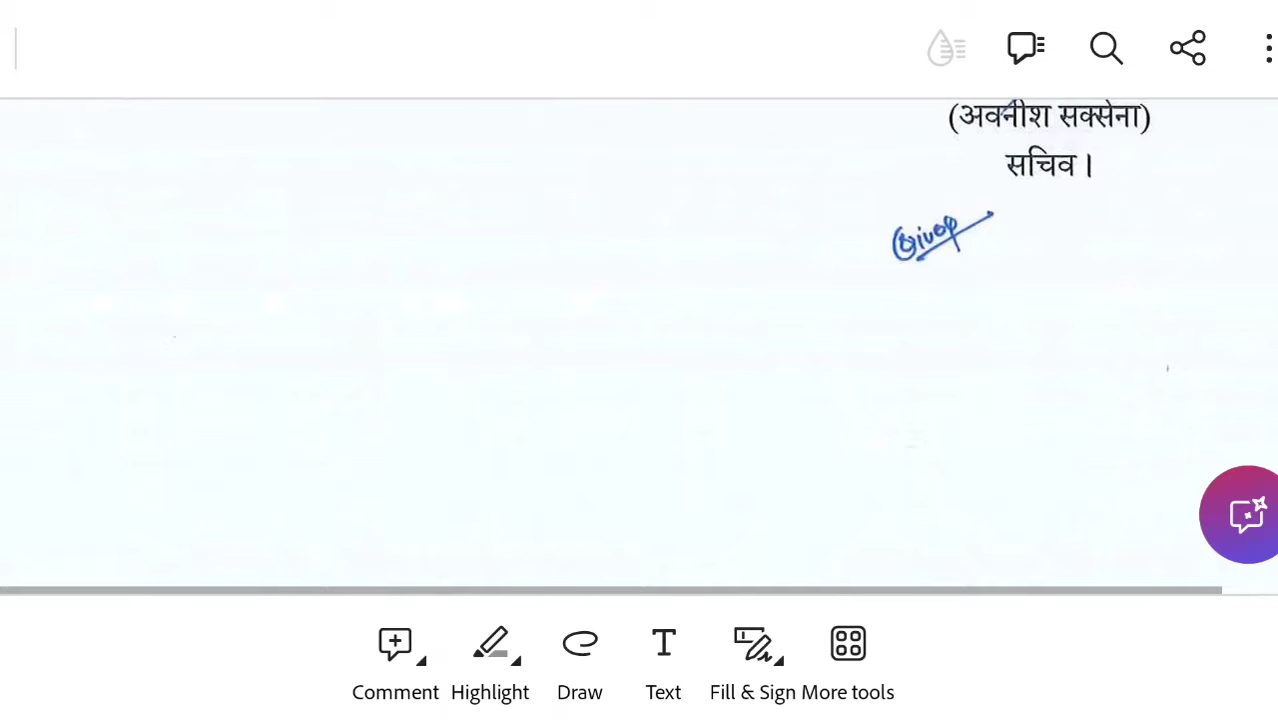 (अवनीश सक्सेना)
सचिव।
Comment
Highlight
Draw
Text
Fill & Sign
More tools